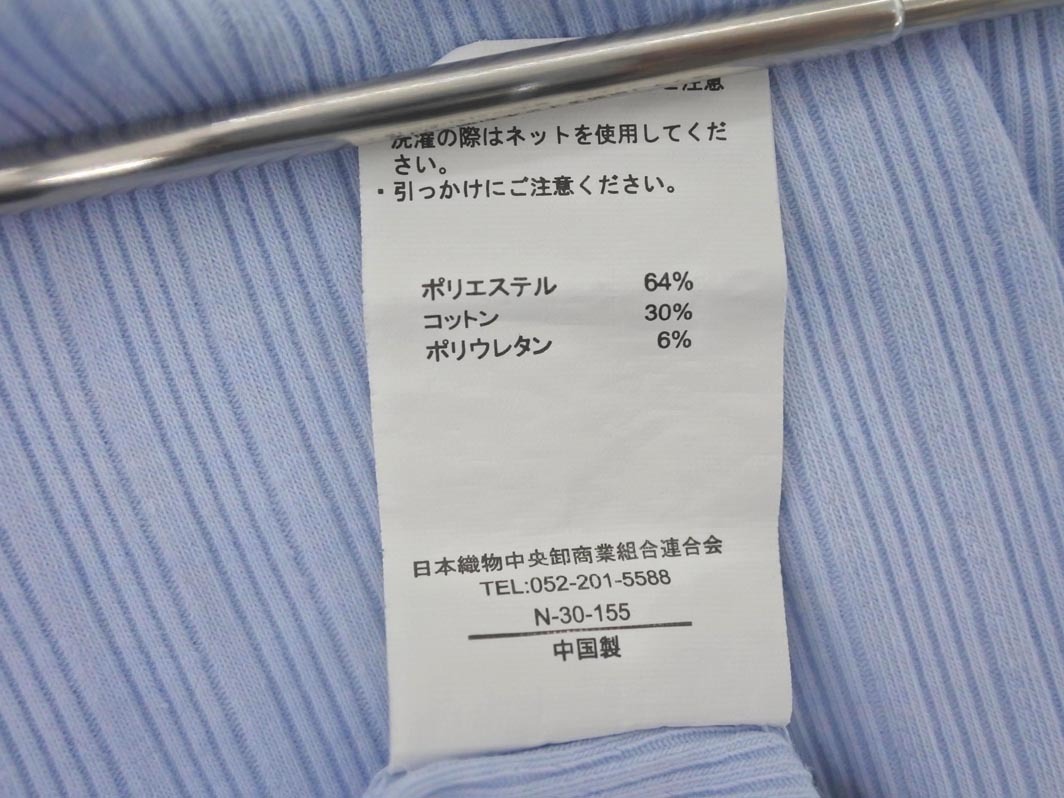 ご注意
洗濯の際はネットを使用してくだ
さい。
・引っかけにご注意ください。
ポリエステル 64%
コットン 30%
ポリウレタン 6%
日本織物中央卸商業組合連合会
TEL:052-201-5588
N-30-155
中国製